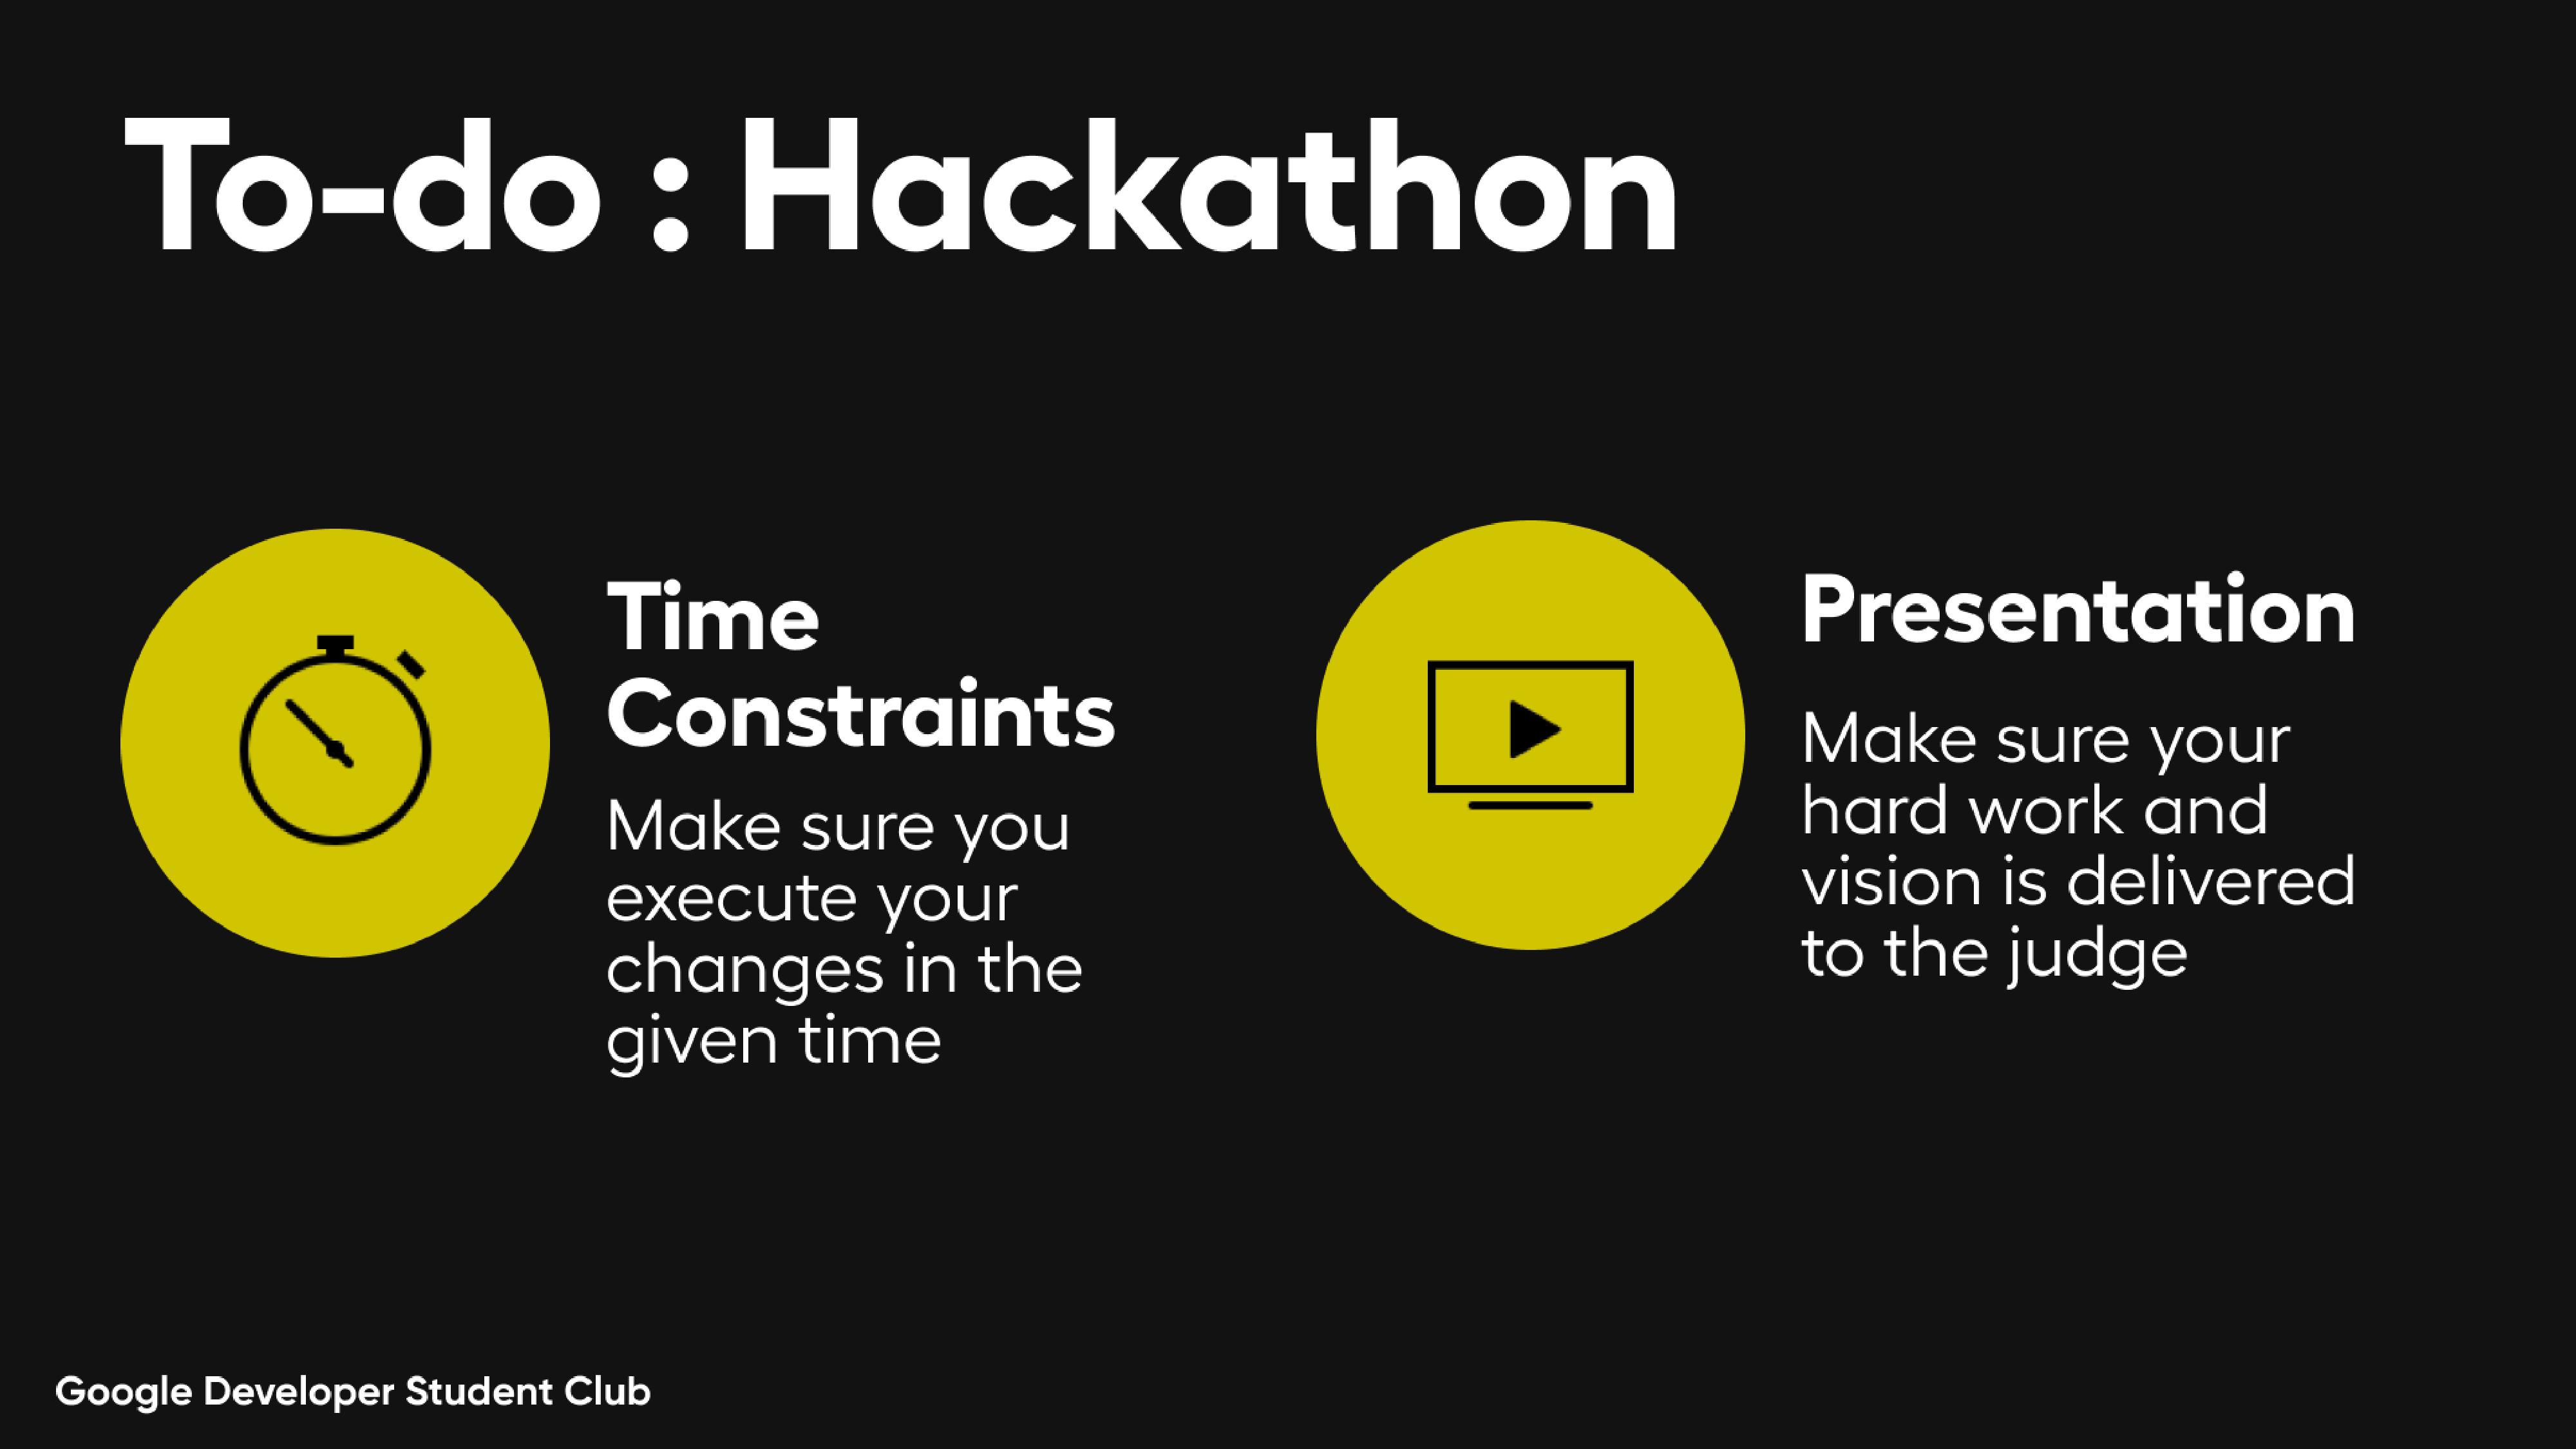 To-do : Hackathon
Time
Constraints
Make sure you
execute your
changes in the
given time
Presentation
Make sure your
hard work and
vision is delivered
to the judge
Google Developer Student Club